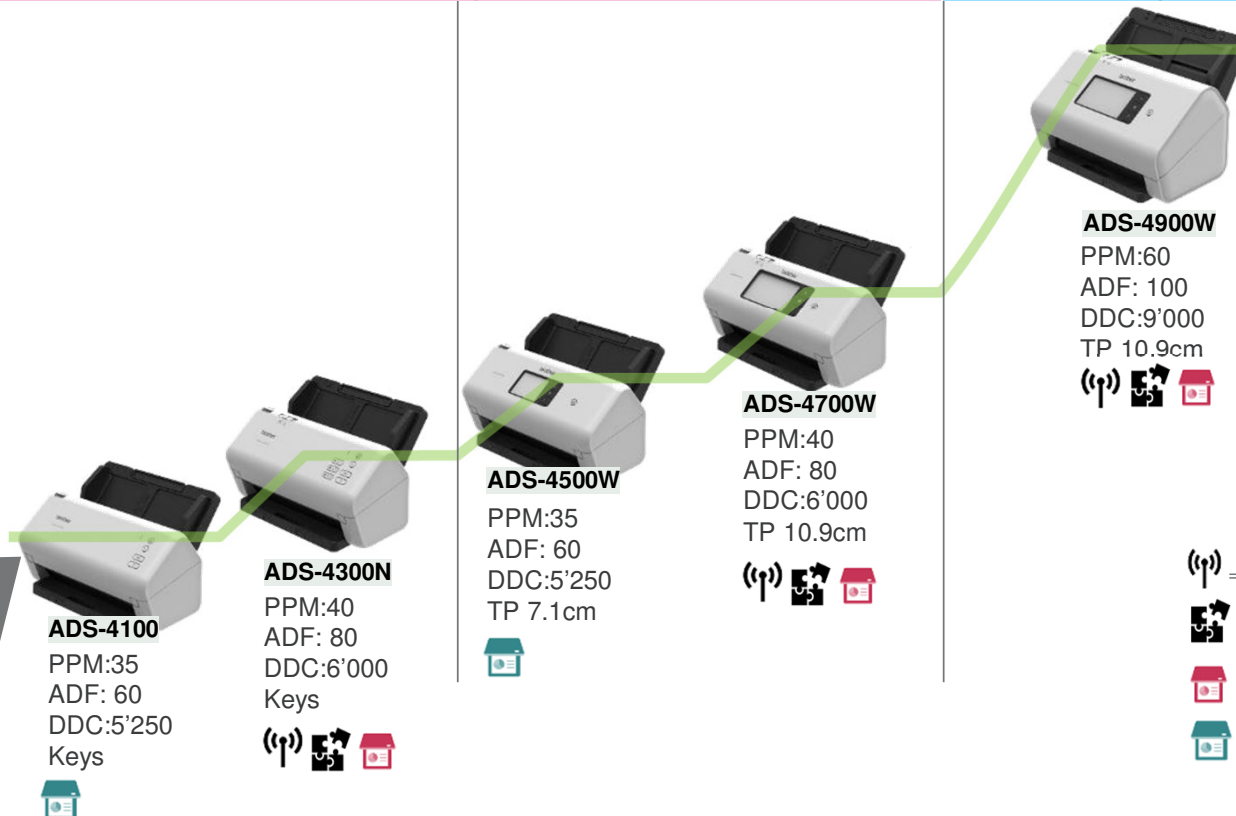 ADS-4900W
PPM:60
ADF: 100
DDC:9’000
TP 10.9cm
ADS-4700W
PPM:40
ADF: 80
DDC:6’000
TP 10.9cm
ADS-4500W
PPM:35
ADF: 60
DDC:5’250
TP 7.1cm
ADS-4300N
PPM:40
ADF: 80
DDC:6’000
Keys
ADS-4100
PPM:35
ADF: 60
DDC:5’250
Keys
=